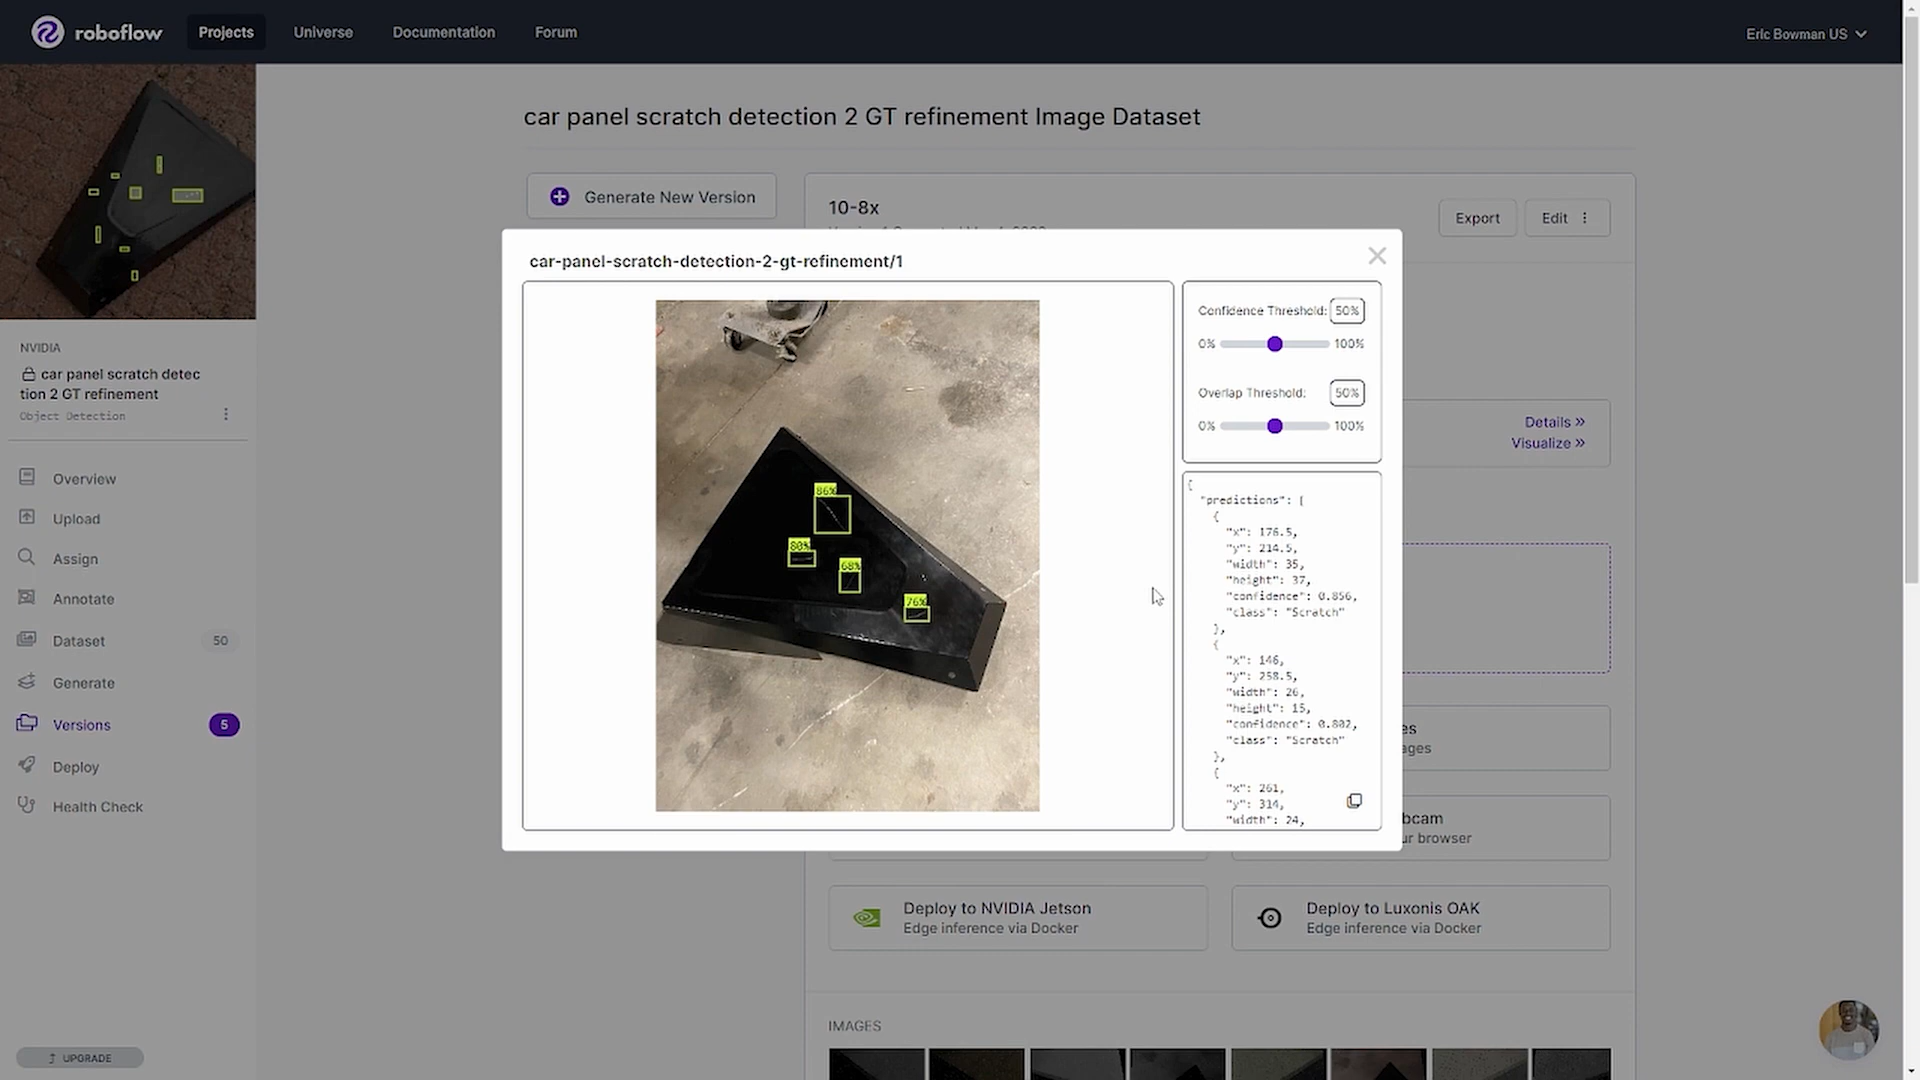 roboflow
Projects
Universe
Documentation
Forum
Eric Bowman US
car panel scratch detection 2 GT refinement Image Dataset
Generate New Version
10-8x
Export
Edit
car-panel-scratch-detection-2-gt-refinement/1
Confidence Threshold: 50%
0% 100%
Overlap Threshold: 50%
0% 100%
Details »
Visualize »
86%
80%
68%
76%
{
"predictions": [
{
"x": 176.5,
"y": 214.5,
"width": 35,
"height": 37,
"confidence": 0.856,
"class": "Scratch"
},
{
"x": 146,
"y": 258.5,
"width": 26,
"height": 15,
"confidence": 0.802,
"class": "Scratch"
},
{
"x": 261,
"y": 314,
"width": 24,
NVIDIA
car panel scratch detec
tion 2 GT refinement
Object Detection
Overview
Upload
Assign
Annotate
Dataset 50
Generate
Versions 5
Deploy
Health Check
UPGRADE
es
ages
bcam
ur browser
Deploy to NVIDIA Jetson
Edge inference via Docker
Deploy to Luxonis OAK
Edge inference via Docker
IMAGES